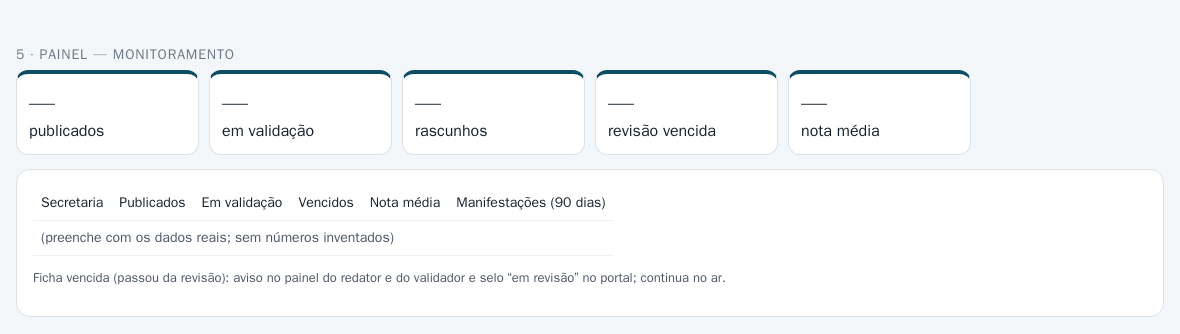 5 · PAINEL — MONITORAMENTO
— — — — —
publicados em validação rascunhos revisão vencida nota média
Secretaria Publicados Em validação Vencidos Nota média Manifestações (90 dias)
(preenche com os dados reais; sem números inventados)
Ficha vencida (passou da revisão): aviso no painel do redator e do validador e selo “em revisão” no portal; continua no ar.